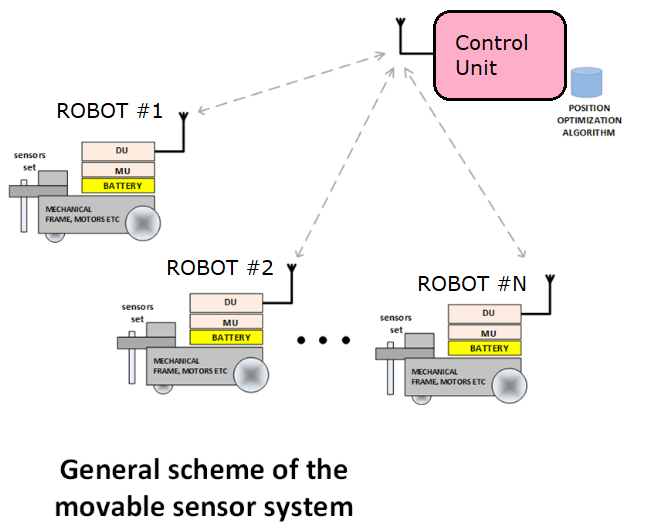 Control
Unit
POSITION
OPTIMIZATION
ALGORITHM
ROBOT #1
sensors
set
DU
MU
BATTERY
MECHANICAL
FRAME, MOTORS ETC
ROBOT #2
sensors
set
DU
MU
BATTERY
MECHANICAL
FRAME, MOTORS ETC
ROBOT #N
sensors
set
DU
MU
BATTERY
MECHANICAL
FRAME, MOTORS ETC
General scheme of the
movable sensor system